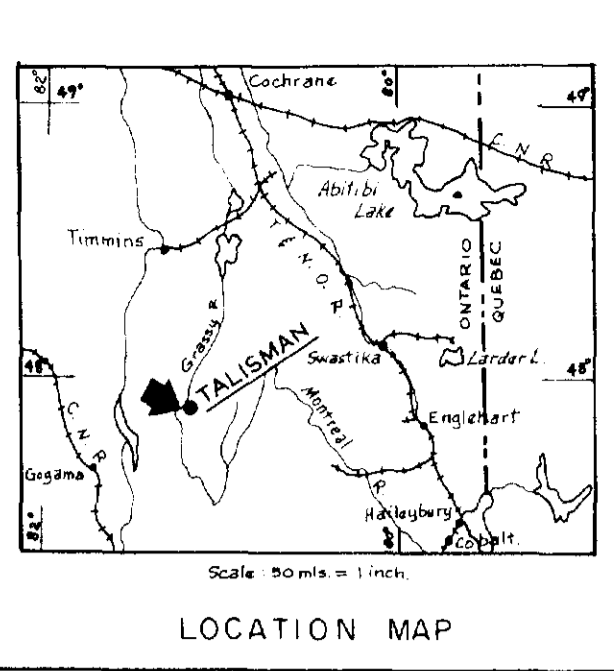 82°
49°
Cochrane
80°
49°
C. N. R.
Abitibi
Lake
Timmins
T. & N. O. R.
ONTARIO
QUEBEC
Grassy R.
TALISMAN
Swastika
Larder L.
48°
48°
Montreal
R.
Englehart
C. N. R.
Gogama
Haileybury
Cobalt.
82°
80°
Scale : 50 mls. = 1 inch.
LOCATION MAP